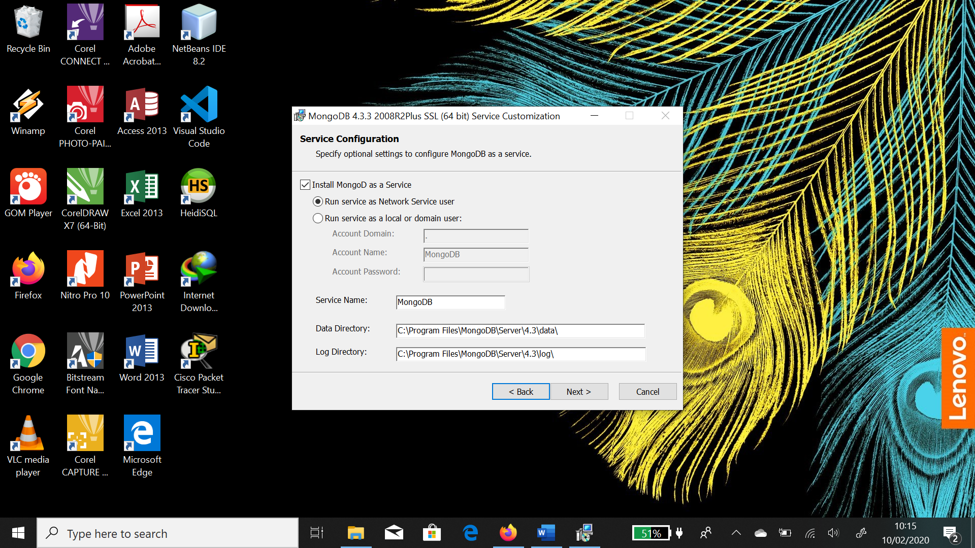 Recycle Bin
Corel
CONNECT ...
Adobe
Acrobat...
NetBeans IDE
8.2
Winamp
Corel
PHOTO-PAI...
Access 2013
Visual Studio
Code
GOM Player
CorelDRAW
X7 (64-Bit)
Excel 2013
HS
HeidiSQL
Firefox
Nitro Pro 10
PowerPoint
2013
Internet
Downlo...
Google
Chrome
Bitstream
Font Na...
Word 2013
Cisco Packet
Tracer Stu...
VLC media
player
Corel
CAPTURE ...
Microsoft
Edge
MongoDB 4.3.3 2008R2Plus SSL (64 bit) Service Customization
Service Configuration
Specify optional settings to configure MongoDB as a service.
Install MongoD as a Service
Run service as Network Service user
Run service as a local or domain user:
Account Domain:
.
Account Name:
MongoDB
Account Password:
Service Name:
MongoDB
Data Directory:
C:\Program Files\MongoDB\Server\4.3\data\
Log Directory:
C:\Program Files\MongoDB\Server\4.3\log\
< Back
Next >
Cancel
Lenovo
Type here to search
51%
10:15
10/02/2020
2